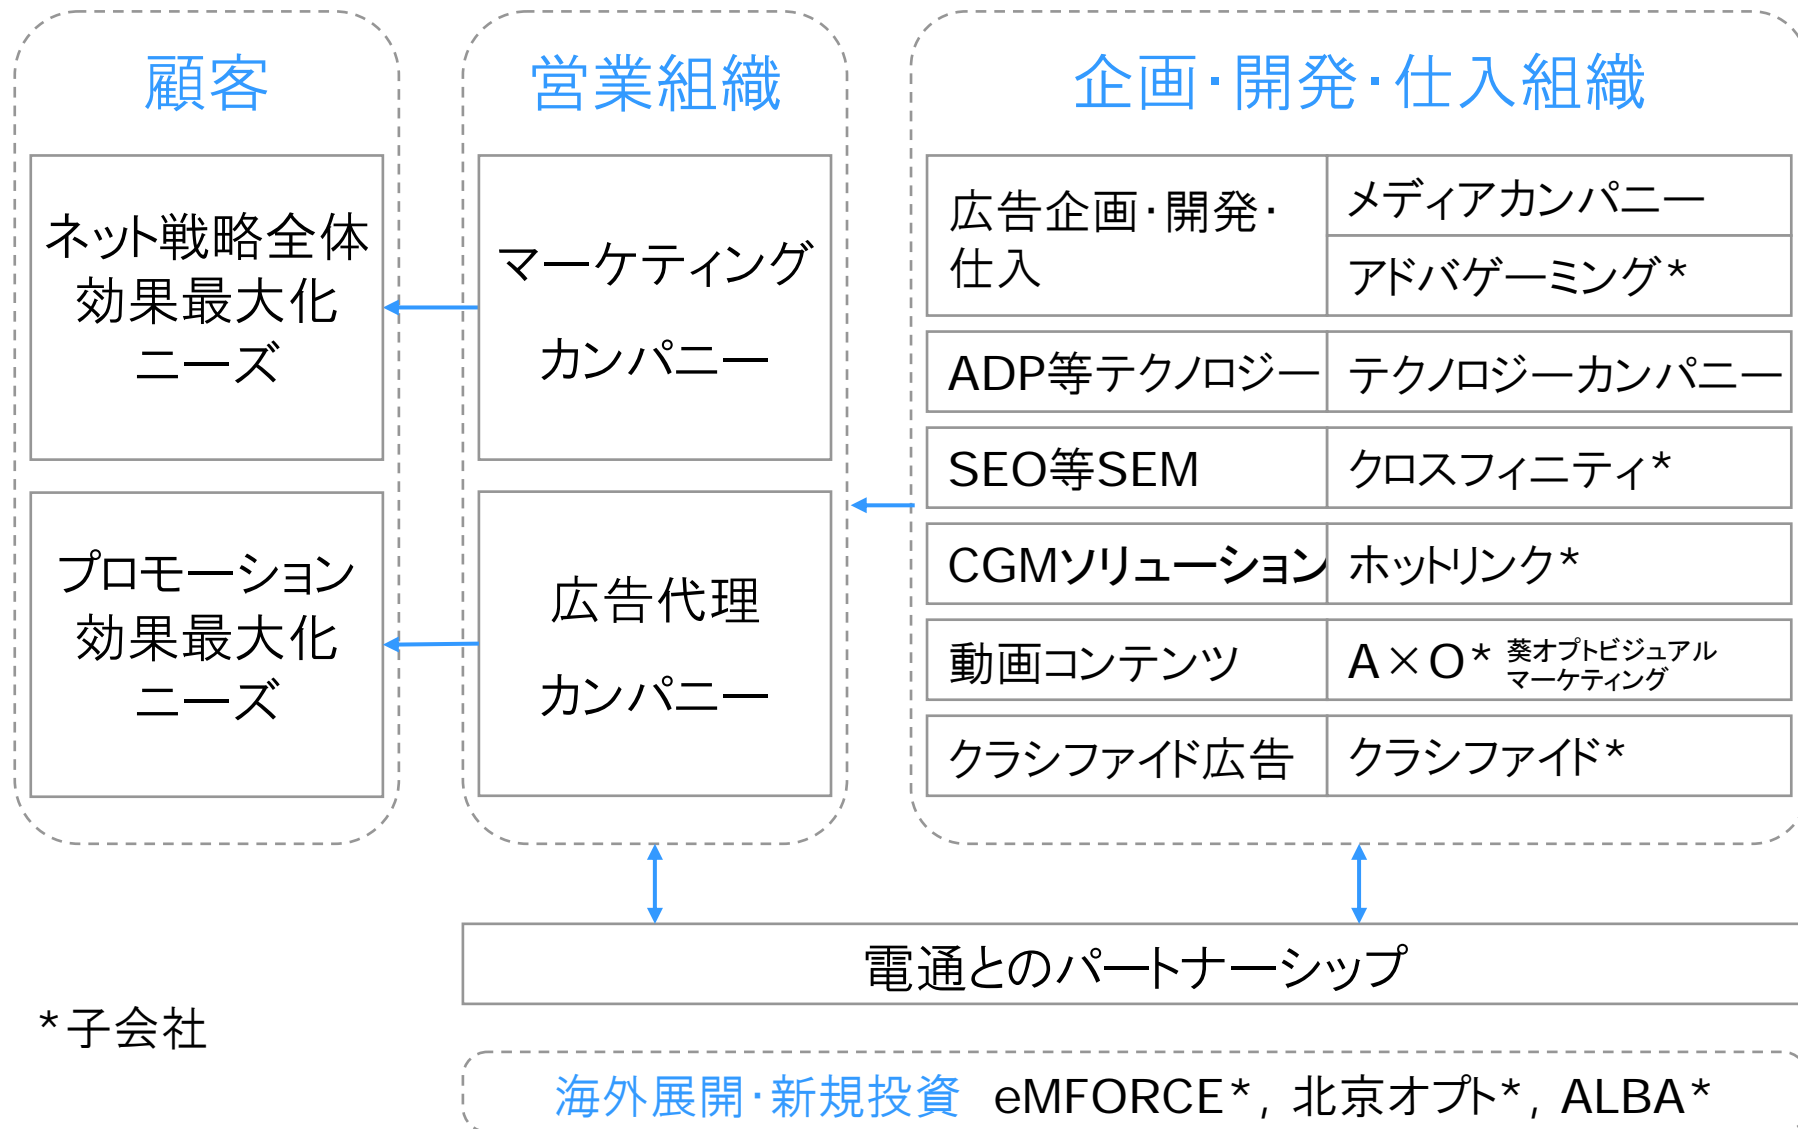 顧客
ネット戦略全体
効果最大化
ニーズ
プロモーション
効果最大化
ニーズ
営業組織
マーケティング
カンパニー
広告代理
カンパニー
企画・開発・仕入組織
広告企画・開発・
仕入
メディアカンパニー
アドバゲーミング*
ADP等テクノロジー
テクノロジーカンパニー
SEO等SEM
クロスフィニティ*
CGMソリューション
ホットリンク*
動画コンテンツ
A×O* 葵オプトビジュアル
マーケティング
クラシファイド広告
クラシファイド*
電通とのパートナーシップ
*子会社
海外展開・新規投資 eMFORCE*, 北京オプト*, ALBA*